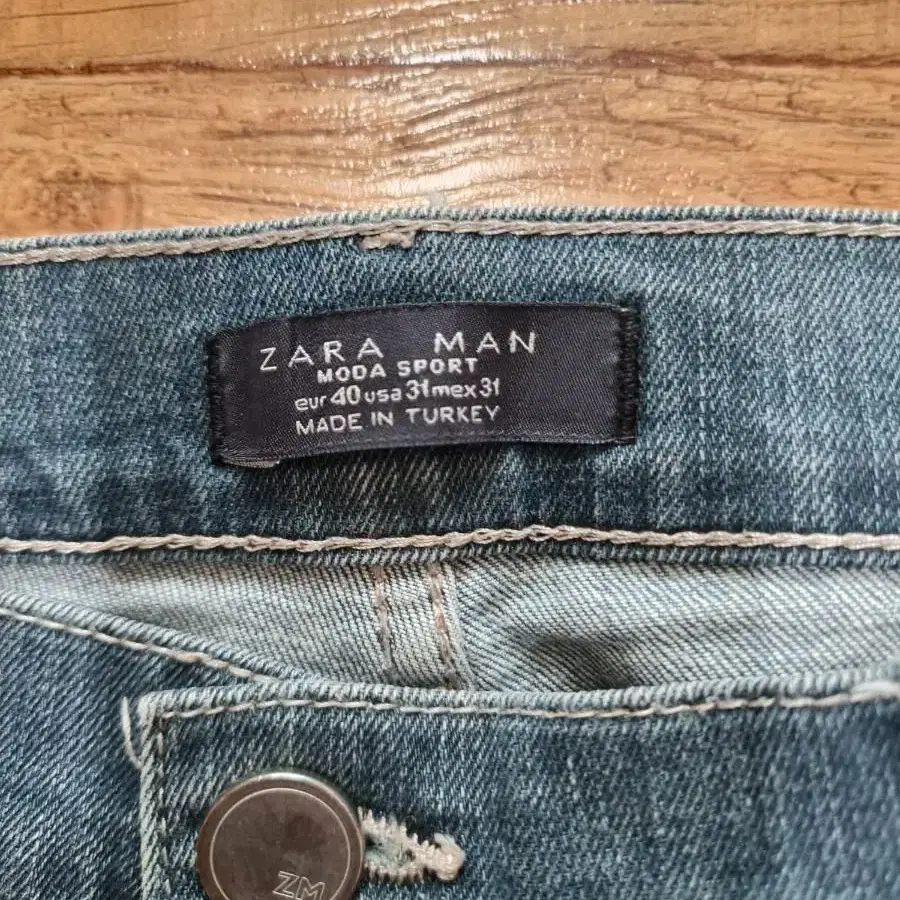 ZARA MAN
MODA SPORT
eur 40 usa 31 mex 31
MADE IN TURKEY
ZM